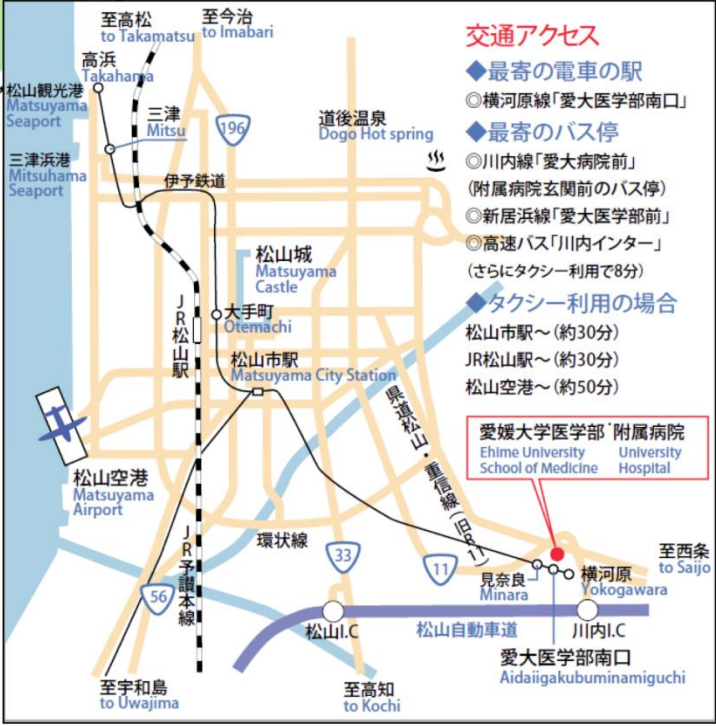 至高松
to Takamatsu
至今治
to Imabari
高浜
Takahama
松山観光港
Matsuyama
Seaport
三津
Mitsu
196
道後温泉
Dogo Hot spring
三津浜港
Mitsuhama
Seaport
伊予鉄道
松山城
Matsuyama
Castle
大手町
Otemachi
JR松山駅
松山市駅
Matsuyama City Station
県道松山・重信線(旧R11)
松山空港
Matsuyama
Airport
環状線
JR予讃本線
33
11
56
見奈良
Minara
横河原
Yokogawara
至西条
to Saijo
松山I.C
松山自動車道
川内I.C
愛大医学部南口
Aidaiigakubuminamiguchi
至宇和島
to Uwajima
至高知
to Kochi
交通アクセス
◆最寄の電車の駅
◎横河原線「愛大医学部南口」
◆最寄のバス停
◎川内線「愛大病院前」
(附属病院玄関前のバス停)
◎新居浜線「愛大医学部前」
◎高速バス「川内インター」
(さらにタクシー利用で8分)
◆タクシー利用の場合
松山市駅～(約30分)
JR松山駅～(約30分)
松山空港～(約50分)
愛媛大学医学部・附属病院
Ehime University University
School of Medicine Hospital